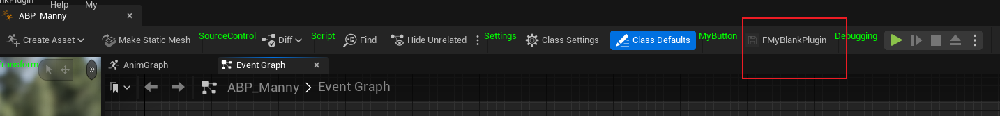 nkPlugin Help My
ABP_Manny
Create Asset Make Static Mesh SourceControl Diff Script Find Hide Unrelated Settings Class Settings Class Defaults MyButton FMyBlankPlugin Debugging
ansform AnimGraph Event Graph
ABP_Manny > Event Graph